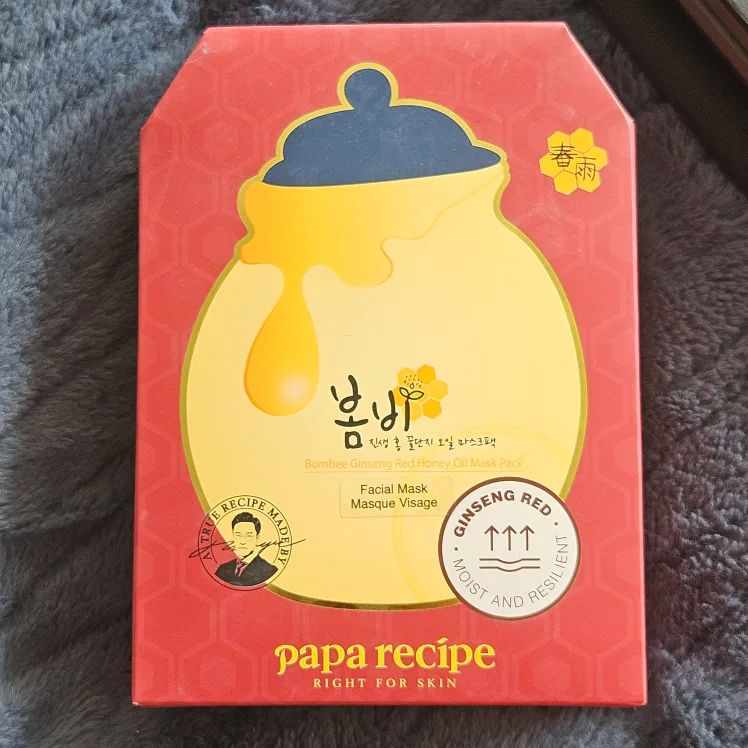 春雨
봄비
진생 홍 꿀단지 오일 마스크팩
Bombee Ginseng Red Honey Oil Mask Pack
Facial Mask
Masque Visage
A TRUE RECIPE MADE BY
GINSENG RED
MOIST AND RESILIENT
papa recipe
RIGHT FOR SKIN